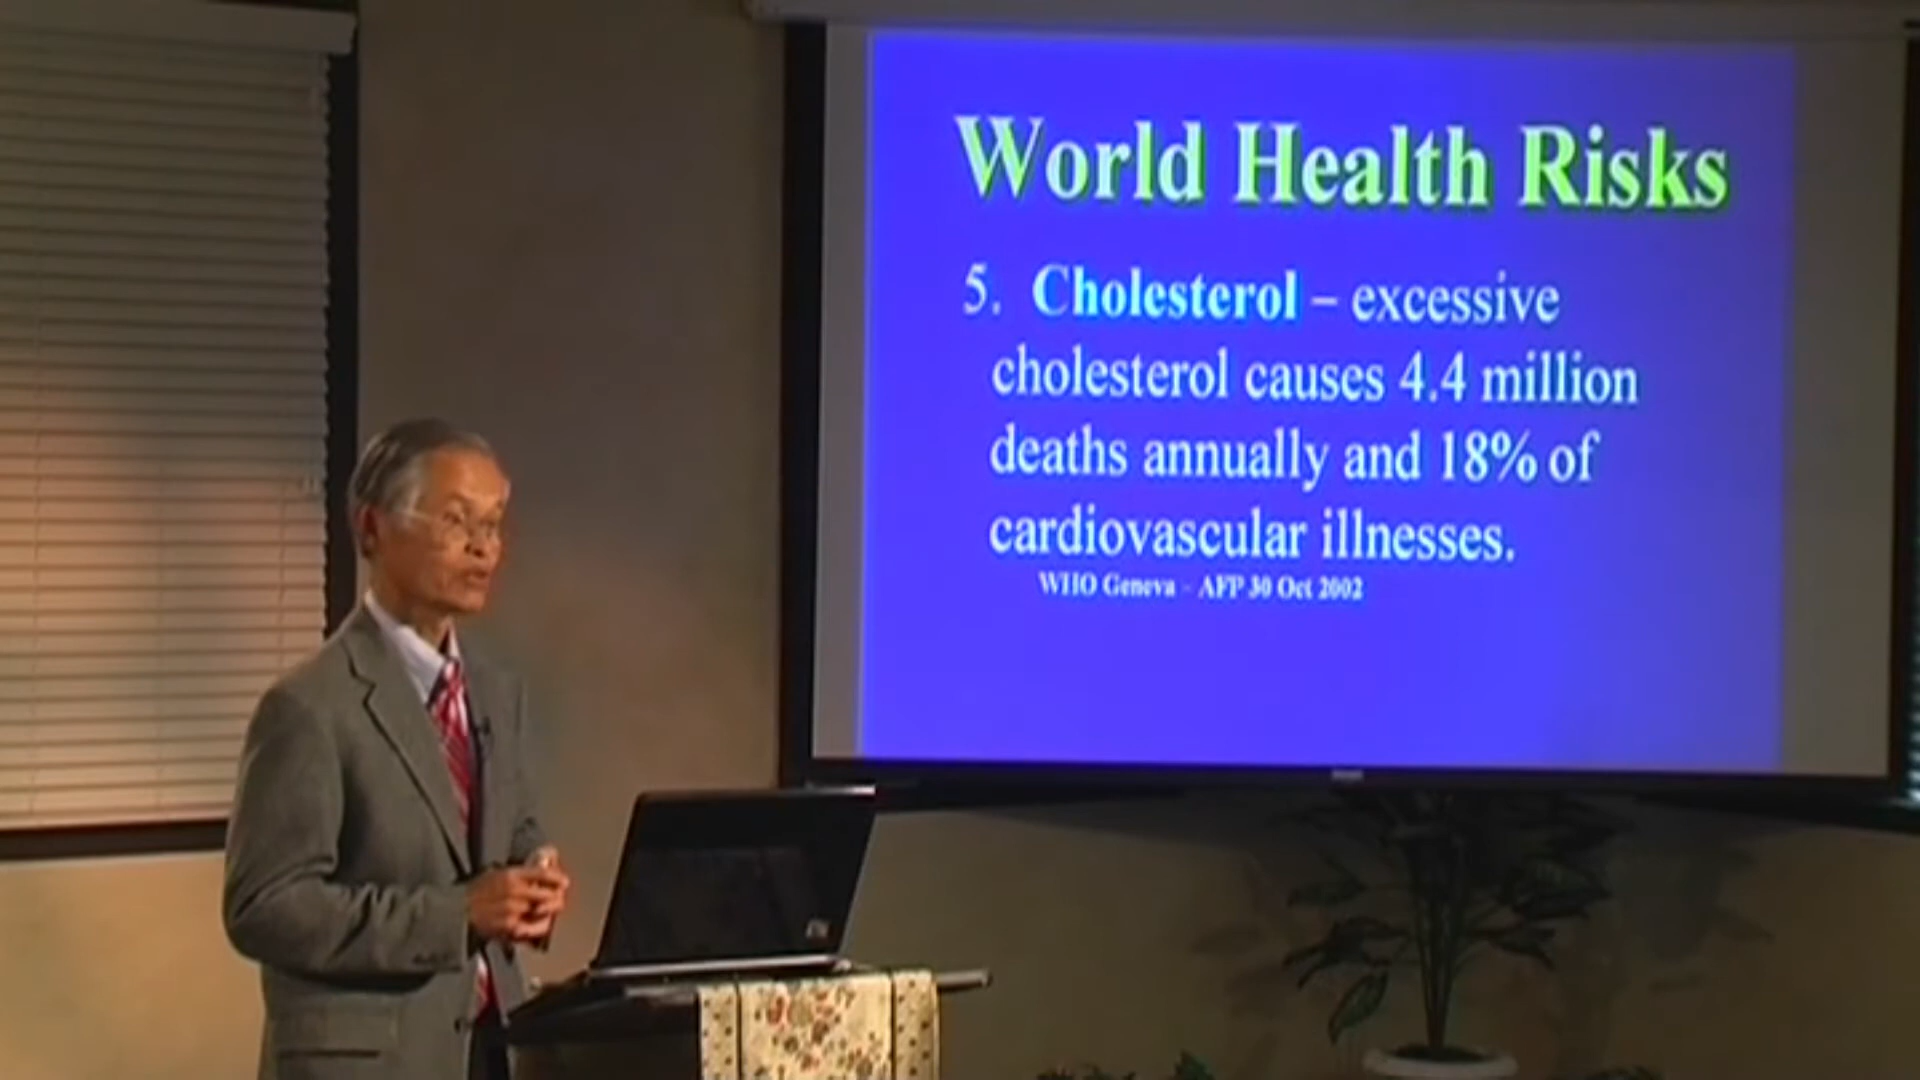 World Health Risks
5. Cholesterol – excessive
cholesterol causes 4.4 million
deaths annually and 18% of
cardiovascular illnesses.
WHO Geneva – AFP 30 Oct 2002